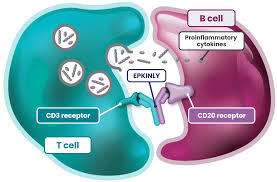 B cell
Proinflammatory
cytokines
EPKINLY
CD3 receptor
CD20 receptor
T cell